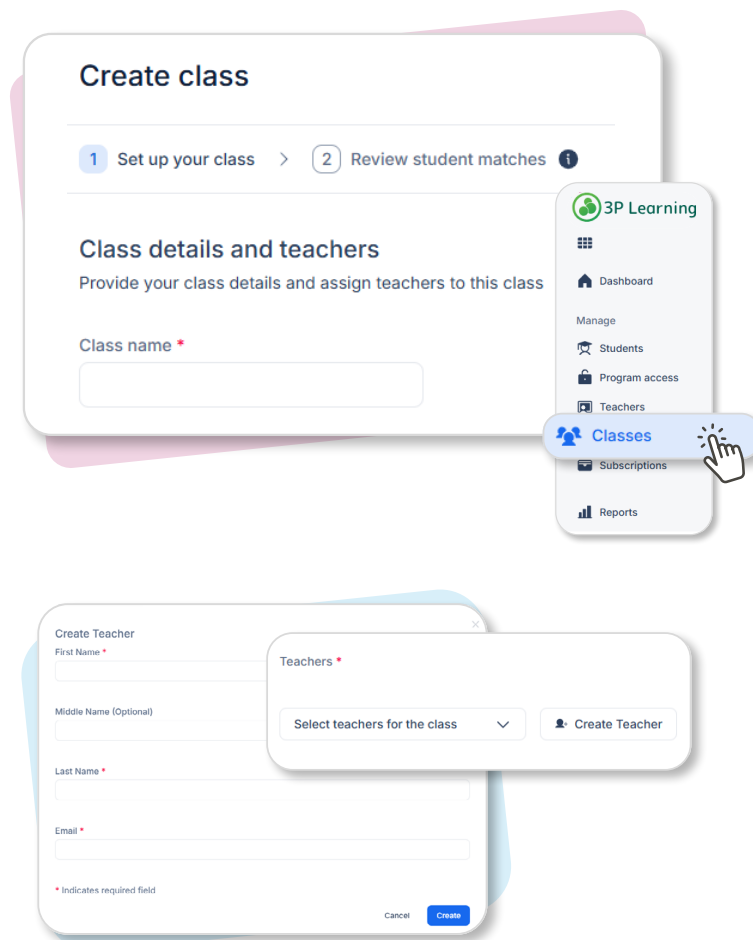 Create class
1 Set up your class > 2 Review student matches i
Class details and teachers
Provide your class details and assign teachers to this class
Class name *
3P Learning
Dashboard
Manage
Students
Program access
Teachers
Classes
Subscriptions
Reports
Create Teacher
First Name *
Middle Name (Optional)
Last Name *
Email *
* Indicates required field
Cancel
Create
Teachers *
Select teachers for the class
Create Teacher